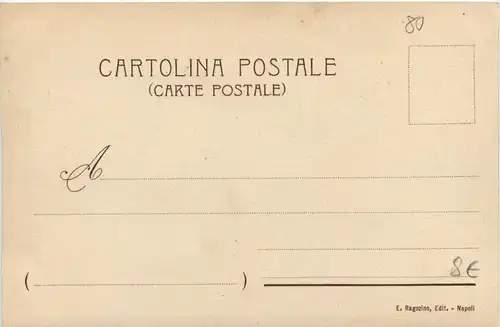 80
CARTOLINA POSTALE
(CARTE POSTALE)
A
8€
( )
E. Ragozino, Edit. - Napoli